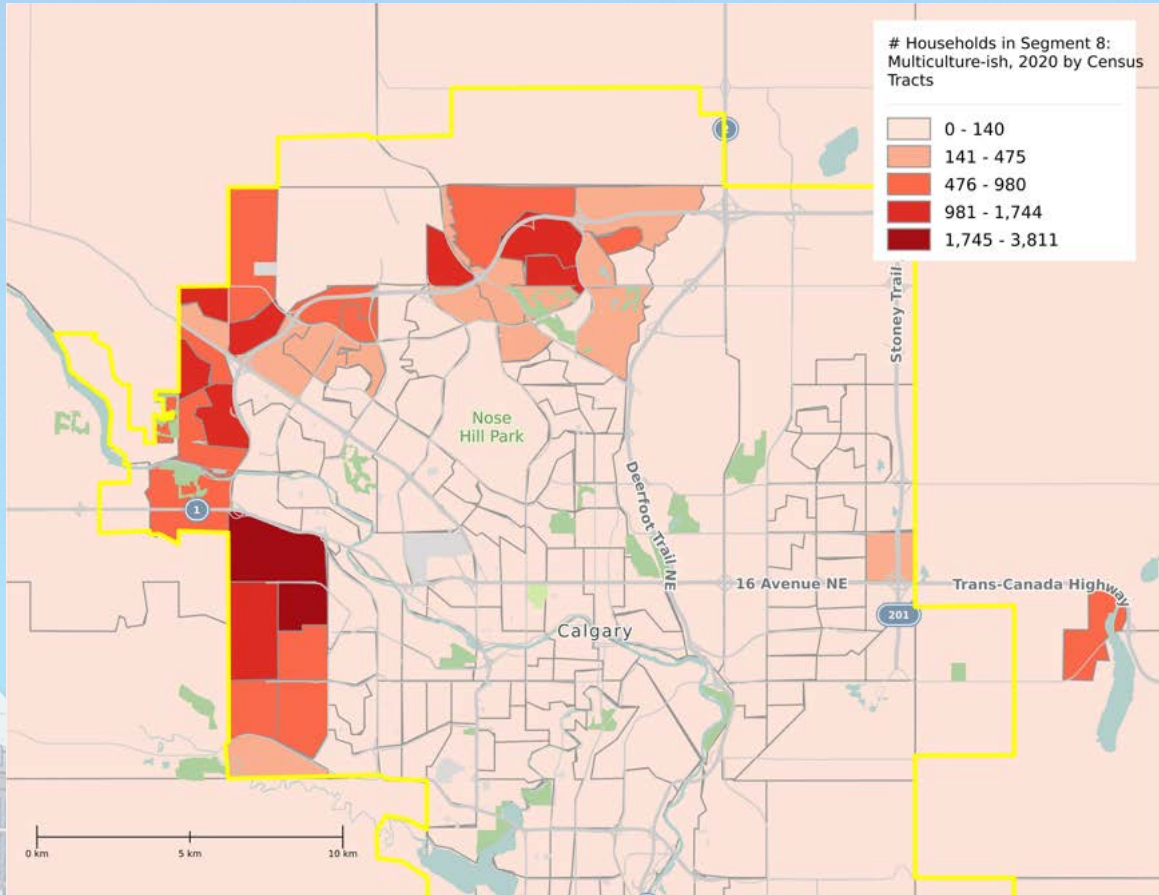 # Households in Segment 8:
Multiculture-ish, 2020 by Census
Tracts
0 - 140
141 - 475
476 - 980
981 - 1,744
1,745 - 3,811
2
Stoney Trail
Nose
Hill Park
1
Deerfoot Trail NE
16 Avenue NE
Trans-Canada Highway
201
Calgary
0 km
5 km
10 km